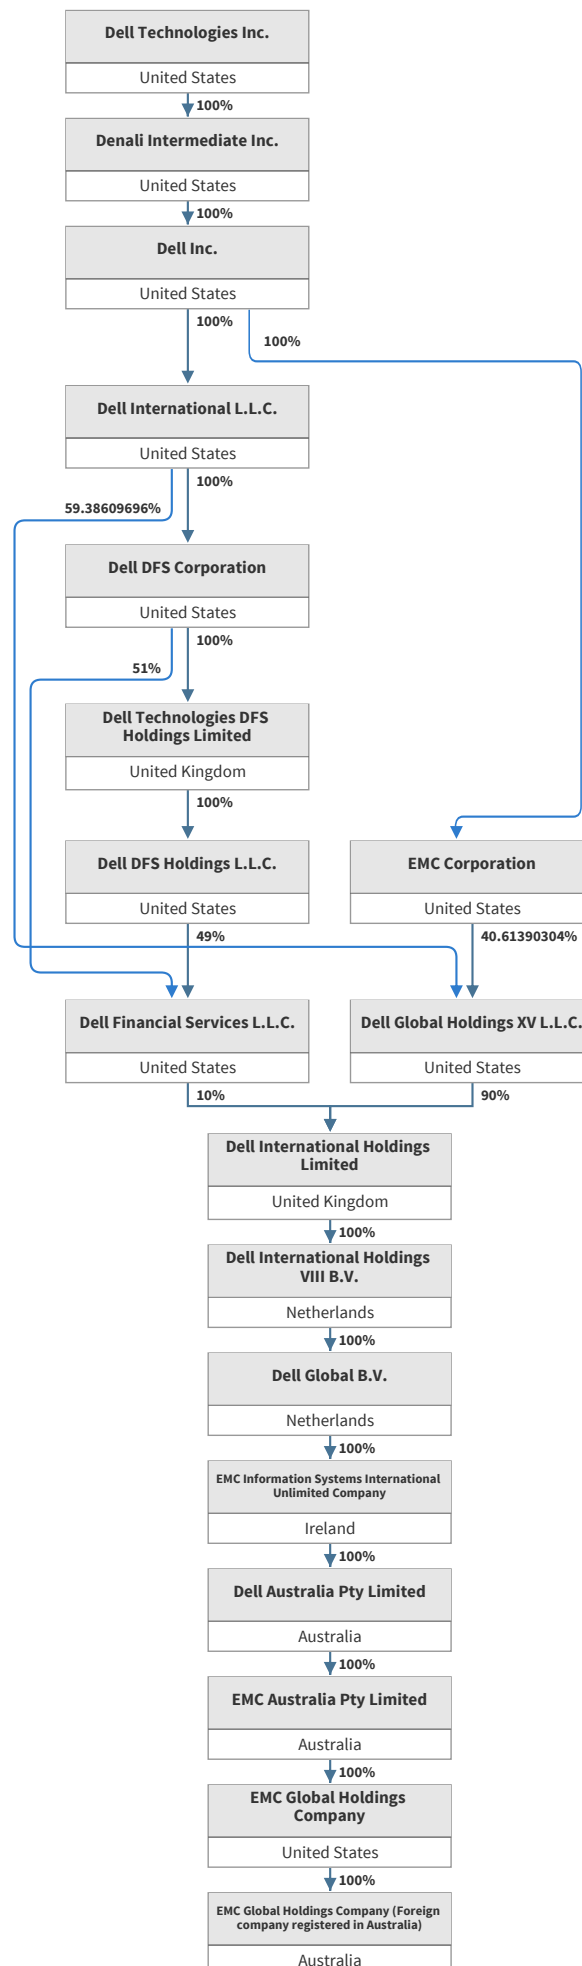 Dell Technologies Inc.
United States
100%
Denali Intermediate Inc.
United States
100%
Dell Inc.
United States
100%
100%
Dell International L.L.C.
United States
100%
59.38609696%
Dell DFS Corporation
United States
100%
51%
Dell Technologies DFS
Holdings Limited
United Kingdom
100%
Dell DFS Holdings L.L.C.
United States
49%
EMC Corporation
United States
40.61390304%
Dell Financial Services L.L.C.
United States
10%
Dell Global Holdings XV L.L.C.
United States
90%
Dell International Holdings
Limited
United Kingdom
100%
Dell International Holdings
VIII B.V.
Netherlands
100%
Dell Global B.V.
Netherlands
100%
EMC Information Systems International
Unlimited Company
Ireland
100%
Dell Australia Pty Limited
Australia
100%
EMC Australia Pty Limited
Australia
100%
EMC Global Holdings
Company
United States
100%
EMC Global Holdings Company (Foreign
company registered in Australia)
Australia